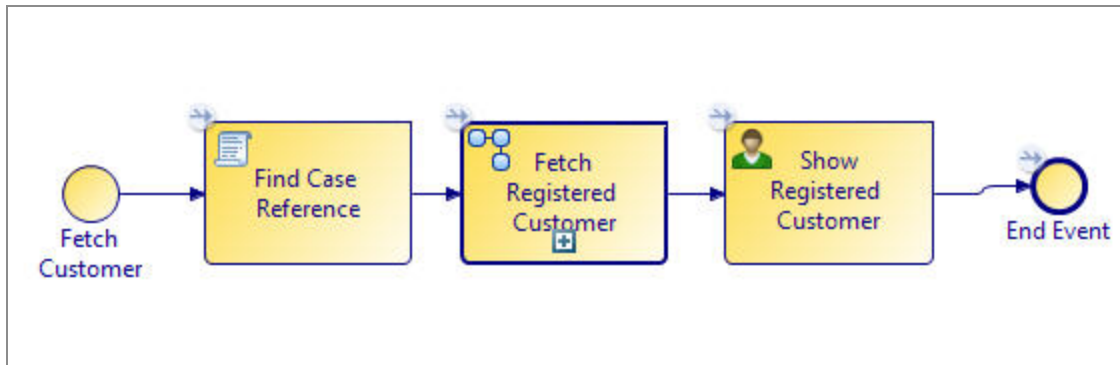 Fetch
Customer
Find Case
Reference
Fetch
Registered
Customer
Show
Registered
Customer
End Event